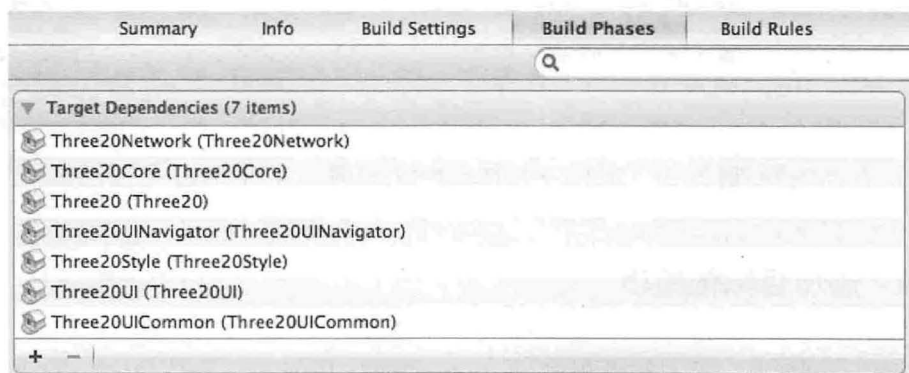 Summary Info Build Settings Build Phases Build Rules
Target Dependencies (7 items)
Three20Network (Three20Network)
Three20Core (Three20Core)
Three20 (Three20)
Three20UINavigator (Three20UINavigator)
Three20Style (Three20Style)
Three20UI (Three20UI)
Three20UICommon (Three20UICommon)